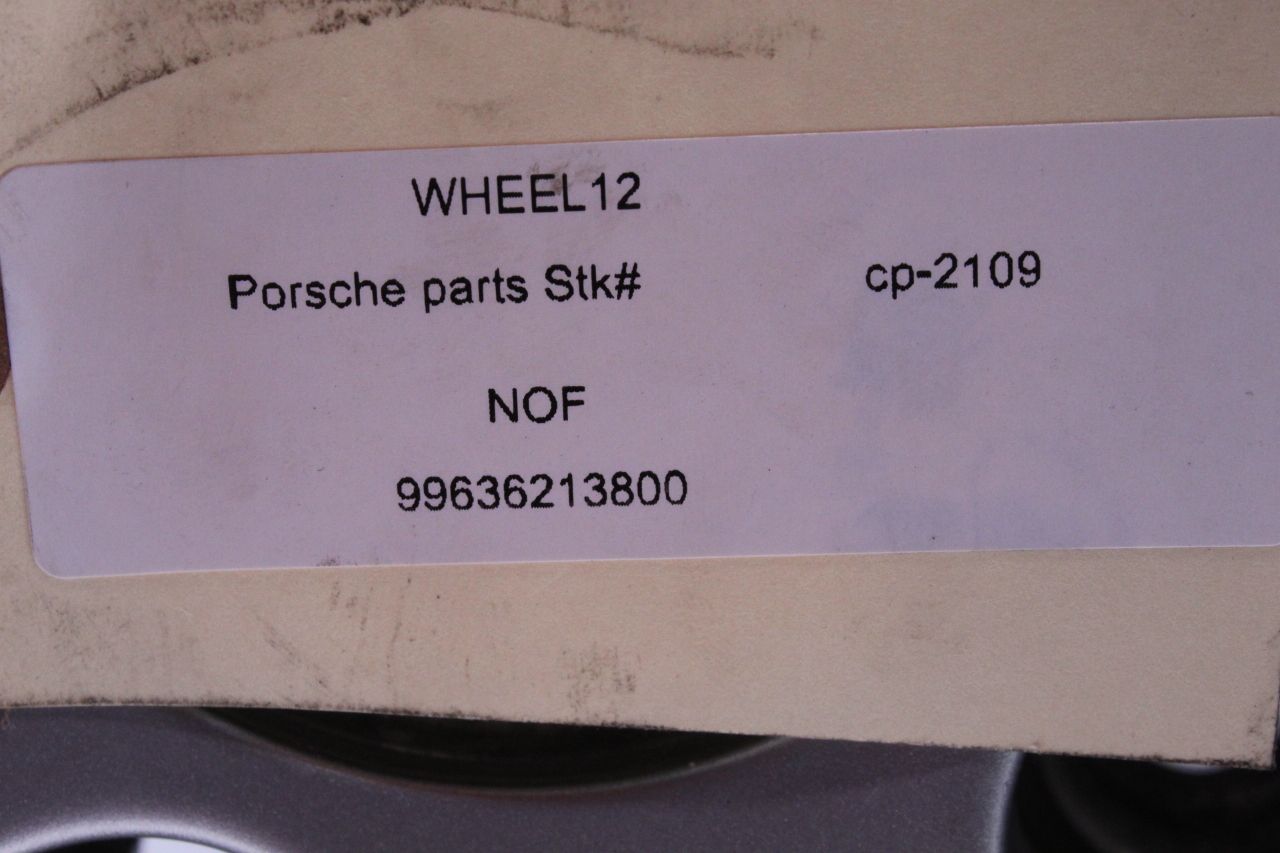 WHEEL12
Porsche parts Stk# cp-2109
NOF
99636213800